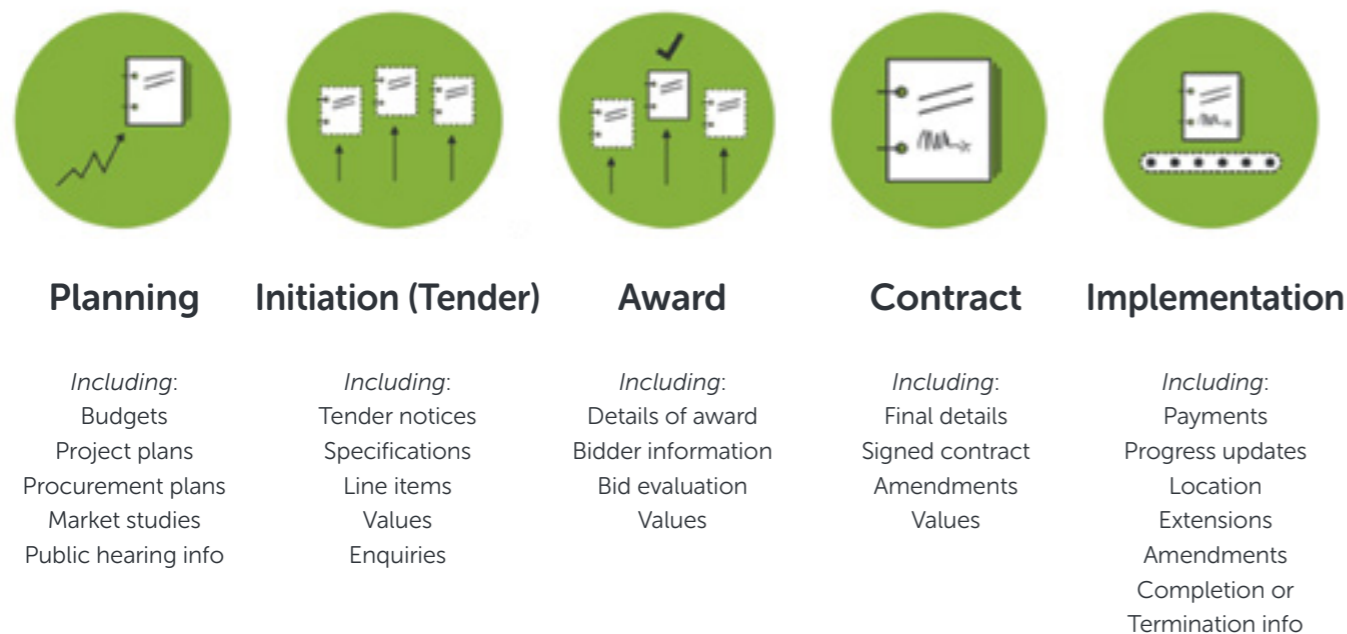 Planning
Including:
Budgets
Project plans
Procurement plans
Market studies
Public hearing info
Initiation (Tender)
Including:
Tender notices
Specifications
Line items
Values
Enquiries
Award
Including:
Details of award
Bidder information
Bid evaluation
Values
Contract
Including:
Final details
Signed contract
Amendments
Values
Implementation
Including:
Payments
Progress updates
Location
Extensions
Amendments
Completion or
Termination info